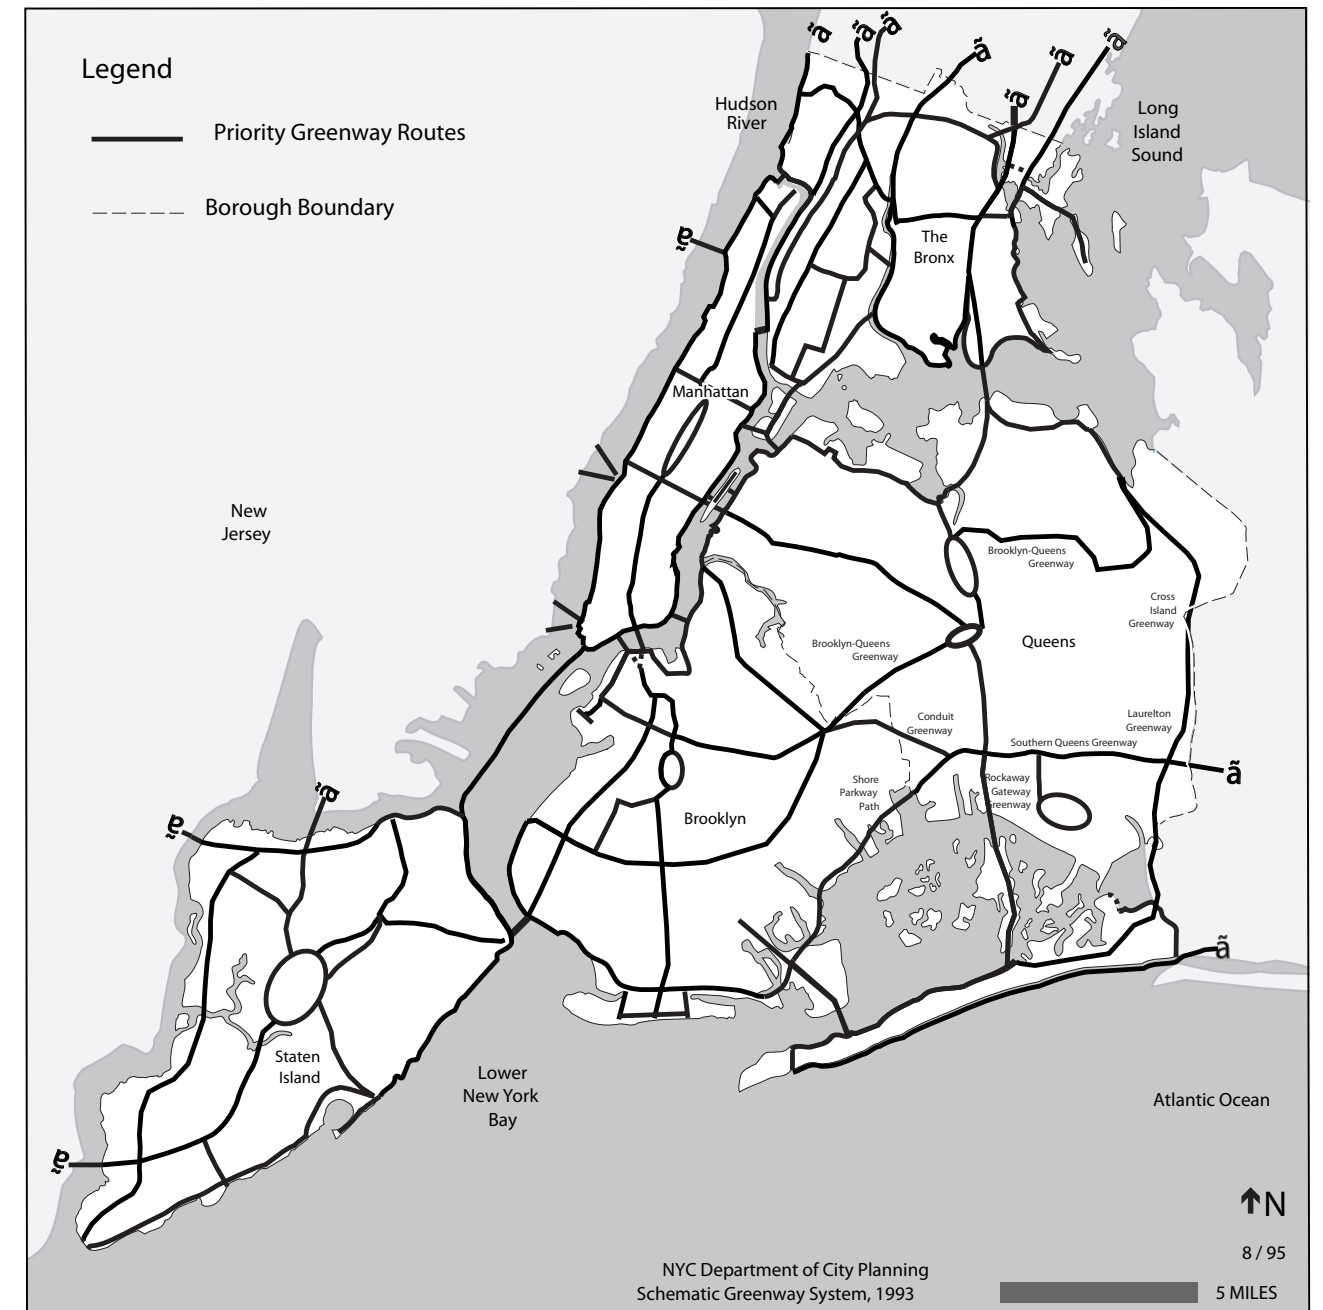 Legend
Priority Greenway Routes
Borough Boundary
ã
ã
ã
ã
ã
ã
ã
Hudson
River
Long
Island
Sound
ã
The
Bronx
Manhattan
New
Jersey
Brooklyn-Queens
Greenway
Cross
Island
Greenway
Brooklyn-Queens
Greenway
Queens
Conduit
Greenway
Laurelton
Greenway
Southern Queens Greenway
ã
Shore
Parkway
Path
Rockaway
Gateway
Greenway
ã
ã
Brooklyn
ã
Staten
Island
Lower
New York
Bay
Atlantic Ocean
ã
N
8 / 95
NYC Department of City Planning
Schematic Greenway System, 1993
5 MILES